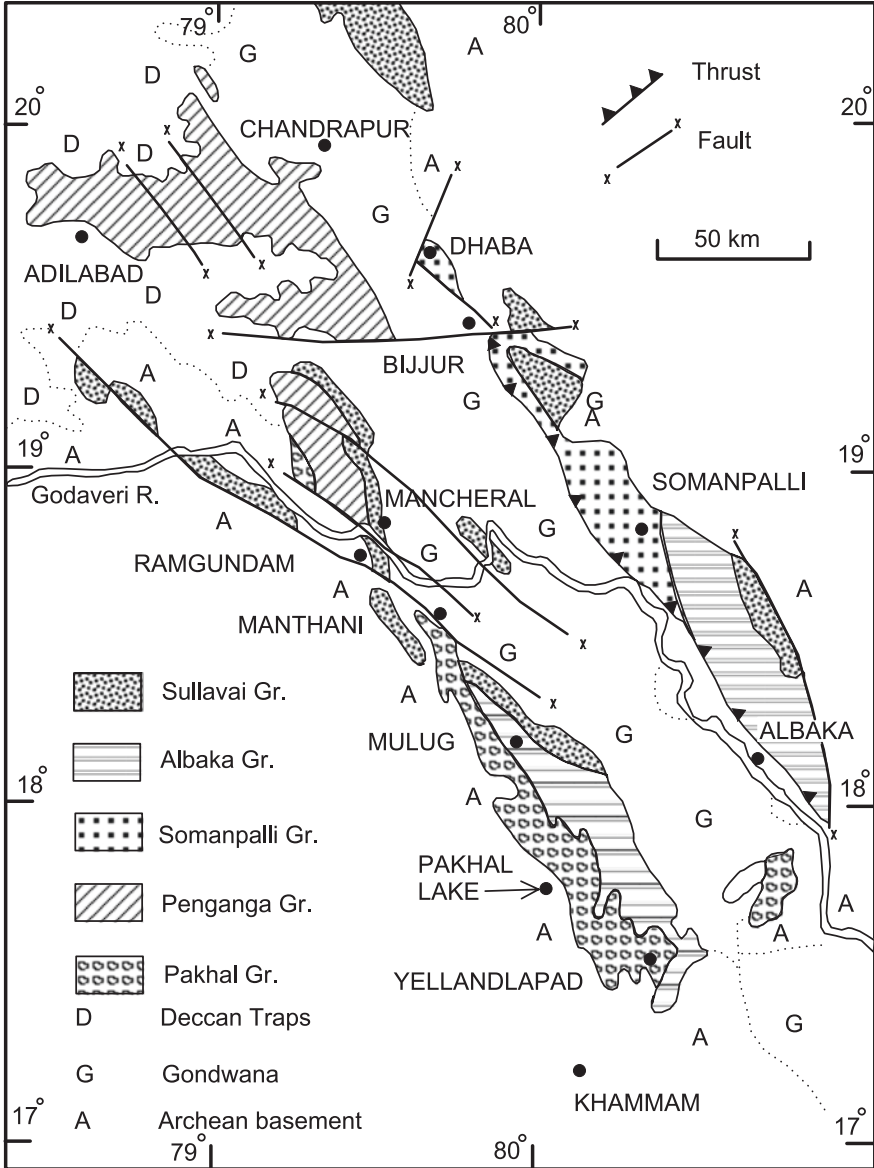 79°
80°
A
G
D
Thrust
20°
20°
CHANDRAPUR
D
D
A
Fault
G
50 km
DHABA
ADILABAD
D
D
BIJJUR
A
D
G
G
A
D
19°
A
A
19°
Godaveri R.
SOMANPALLI
MANCHERAL
A
G
RAMGUNDAM
G
A
A
MANTHANI
G
Sullavai Gr.
A
G
MULUG
ALBAKA
Albaka Gr.
18°
18°
A
G
Somanpalli Gr.
PAKHAL
LAKE
Penganga Gr.
A
A
A
Pakhal Gr.
YELLANDLAPAD
D Deccan Traps
A
G
G Gondwana
KHAMMAM
A Archean basement
17°
17°
79°
80°